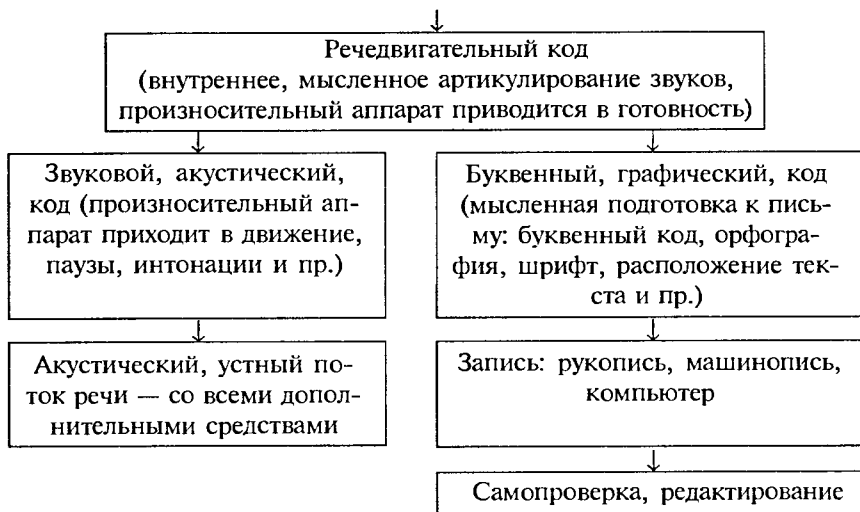 Речедвигательный код
(внутреннее, мысленное артикулирование звуков,
произносительный аппарат приводится в готовность)
Звуковой, акустический,
код (произносительный ап-
парат приходит в движение,
паузы, интонации и пр.)
Буквенный, графический, код
(мысленная подготовка к пись-
му: буквенный код, орфогра-
фия, шрифт, расположение тек-
ста и пр.)
Акустический, устный по-
ток речи — со всеми допол-
нительными средствами
Запись: рукопись, машинопись,
компьютер
Самопроверка, редактирование